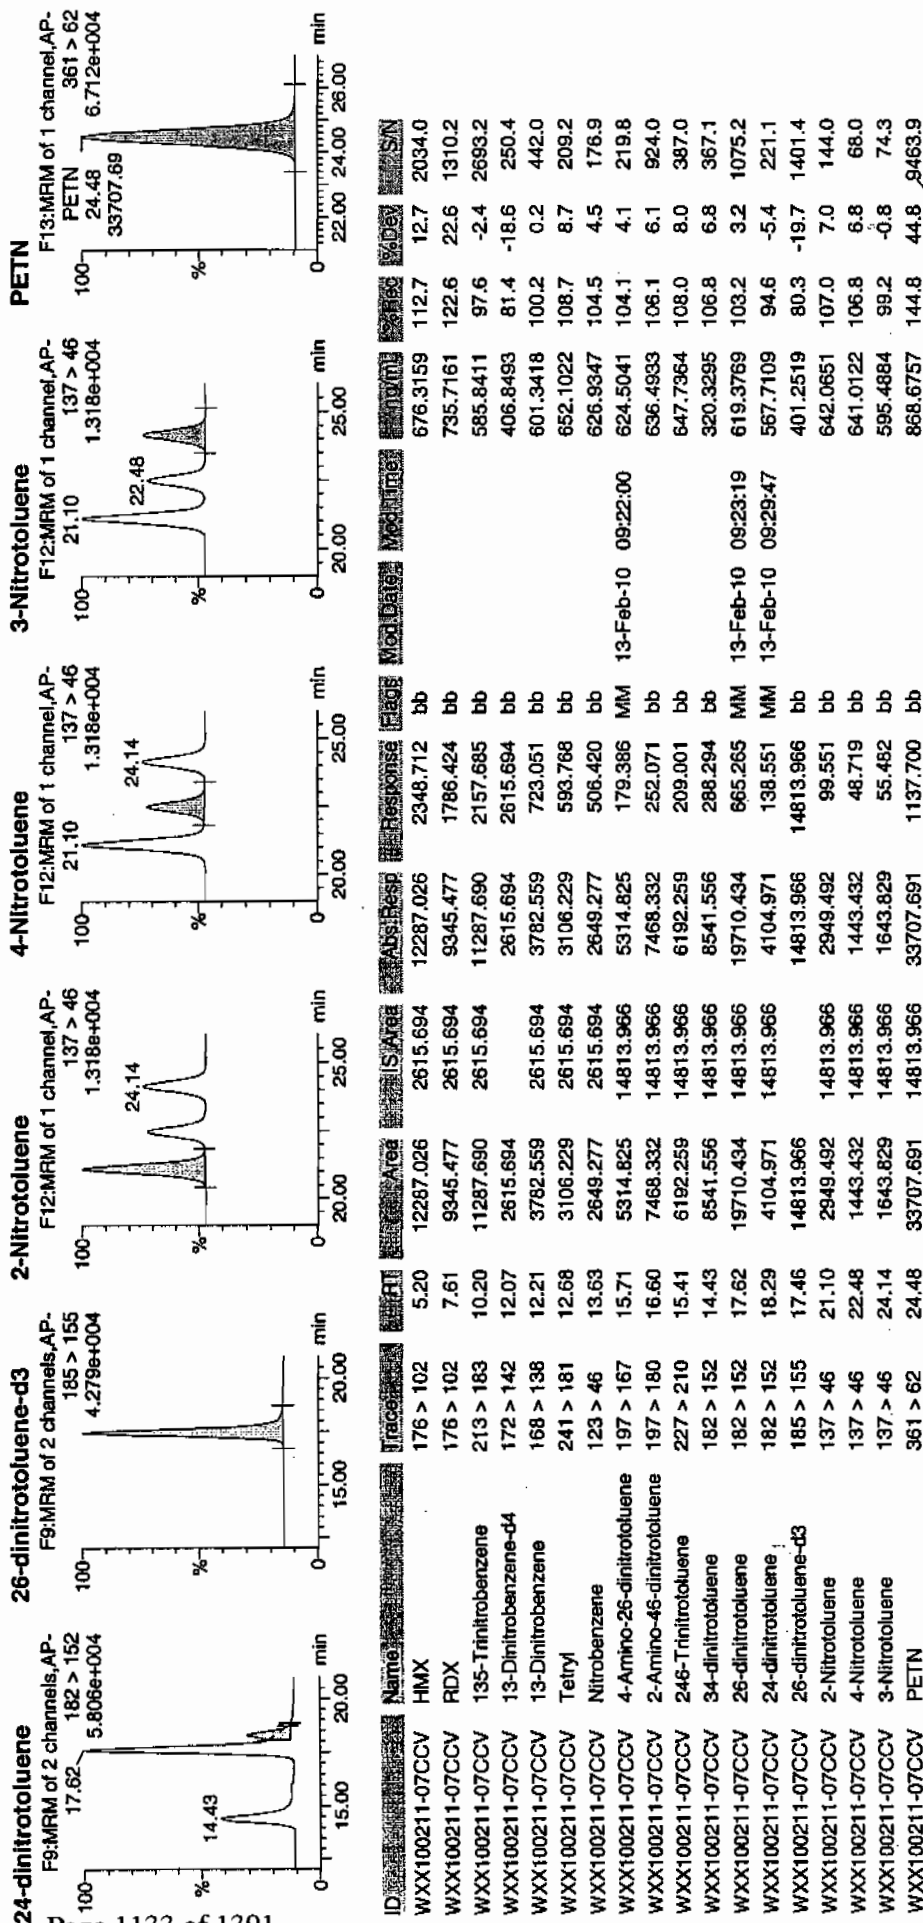 24-dinitrotoluene
F9:MRM of 2 channels,AP-
182 > 152
5.806e+004
17.62
14.43
100
%
0
15.00
20.00
min
26-dinitrotoluene-d3
F9:MRM of 2 channels,AP-
185 > 155
4.279e+004
100
%
0
15.00
20.00
min
2-Nitrotoluene
F12:MRM of 1 channel,AP-
137 > 46
1.318e+004
24.14
100
%
0
20.00
25.00
min
4-Nitrotoluene
F12:MRM of 1 channel,AP-
137 > 46
1.318e+004
21.10
24.14
100
%
0
20.00
25.00
min
3-Nitrotoluene
F12:MRM of 1 channel,AP-
137 > 46
1.318e+004
21.10
22.48
100
%
0
20.00
25.00
min
PETN
F13:MRM of 1 channel,AP-
361 > 62
6.712e+004
PETN
24.48
33707.69
100
%
0
22.00
24.00
26.00
min
ID Name Trace RT Area IS Area Abs.Resp Response Flags Mod.Date Mod.Time ng/mL %Rec %Dev S/N
WXX100211-07CCV HMX 176 > 102 5.20 12287.026 2615.694 12287.026 2348.712 bb 676.3159 112.7 12.7 2034.0
WXX100211-07CCV RDX 176 > 102 7.61 9345.477 2615.694 9345.477 1786.424 bb 735.7161 122.6 22.6 1310.2
WXX100211-07CCV 135-Trinitrobenzene 213 > 183 10.20 11287.690 2615.694 11287.690 2157.685 bb 585.8411 97.6 -2.4 2693.2
WXX100211-07CCV 13-Dinitrobenzene-d4 172 > 142 12.07 2615.694 2615.694 2615.694 bb 406.8493 81.4 -18.6 250.4
WXX100211-07CCV 13-Dinitrobenzene 168 > 138 12.21 3782.559 2615.694 3782.559 723.051 bb 601.3418 100.2 0.2 442.0
WXX100211-07CCV Tetryl 241 > 181 12.68 3106.229 2615.694 3106.229 593.768 bb 652.1022 108.7 8.7 209.2
WXX100211-07CCV Nitrobenzene 123 > 46 13.63 2649.277 2615.694 2649.277 506.420 bb 626.9347 104.5 4.5 176.9
WXX100211-07CCV 4-Amino-26-dinitrotoluene 197 > 167 15.71 5314.825 14813.966 5314.825 179.386 MM 13-Feb-10 09:22:00 624.5041 104.1 4.1 219.8
WXX100211-07CCV 2-Amino-46-dinitrotoluene 197 > 180 16.60 7468.332 14813.966 7468.332 252.071 bb 636.4933 106.1 6.1 924.0
WXX100211-07CCV 246-Trinitrotoluene 227 > 210 15.41 6192.259 14813.966 6192.259 209.001 bb 647.7364 108.0 8.0 387.0
WXX100211-07CCV 34-dinitrotoluene 182 > 152 14.43 8541.556 14813.966 8541.556 288.294 bb 320.3295 106.8 6.8 367.1
WXX100211-07CCV 26-dinitrotoluene 182 > 152 17.62 19710.434 14813.966 19710.434 665.265 MM 13-Feb-10 09:23:19 619.3769 103.2 3.2 1075.2
WXX100211-07CCV 24-dinitrotoluene 182 > 152 18.29 4104.971 14813.966 4104.971 138.551 MM 13-Feb-10 09:29:47 567.7109 94.6 -5.4 221.1
WXX100211-07CCV 26-dinitrotoluene-d3 185 > 155 17.46 14813.966 14813.966 14813.966 bb 401.2519 80.3 -19.7 1401.4
WXX100211-07CCV 2-Nitrotoluene 137 > 46 21.10 2949.492 14813.966 2949.492 99.551 bb 642.0651 107.0 7.0 144.0
WXX100211-07CCV 4-Nitrotoluene 137 > 46 22.48 1443.432 14813.966 1443.432 48.719 bb 641.0122 106.8 6.8 68.0
WXX100211-07CCV 3-Nitrotoluene 137 > 46 24.14 1643.829 14813.966 1643.829 55.482 bb 595.4884 99.2 -0.8 74.3
WXX100211-07CCV PETN 361 > 62 24.48 33707.691 14813.966 33707.691 1137.700 bb 868.6757 144.8 44.8 9463.9
Page 1133 of 1301